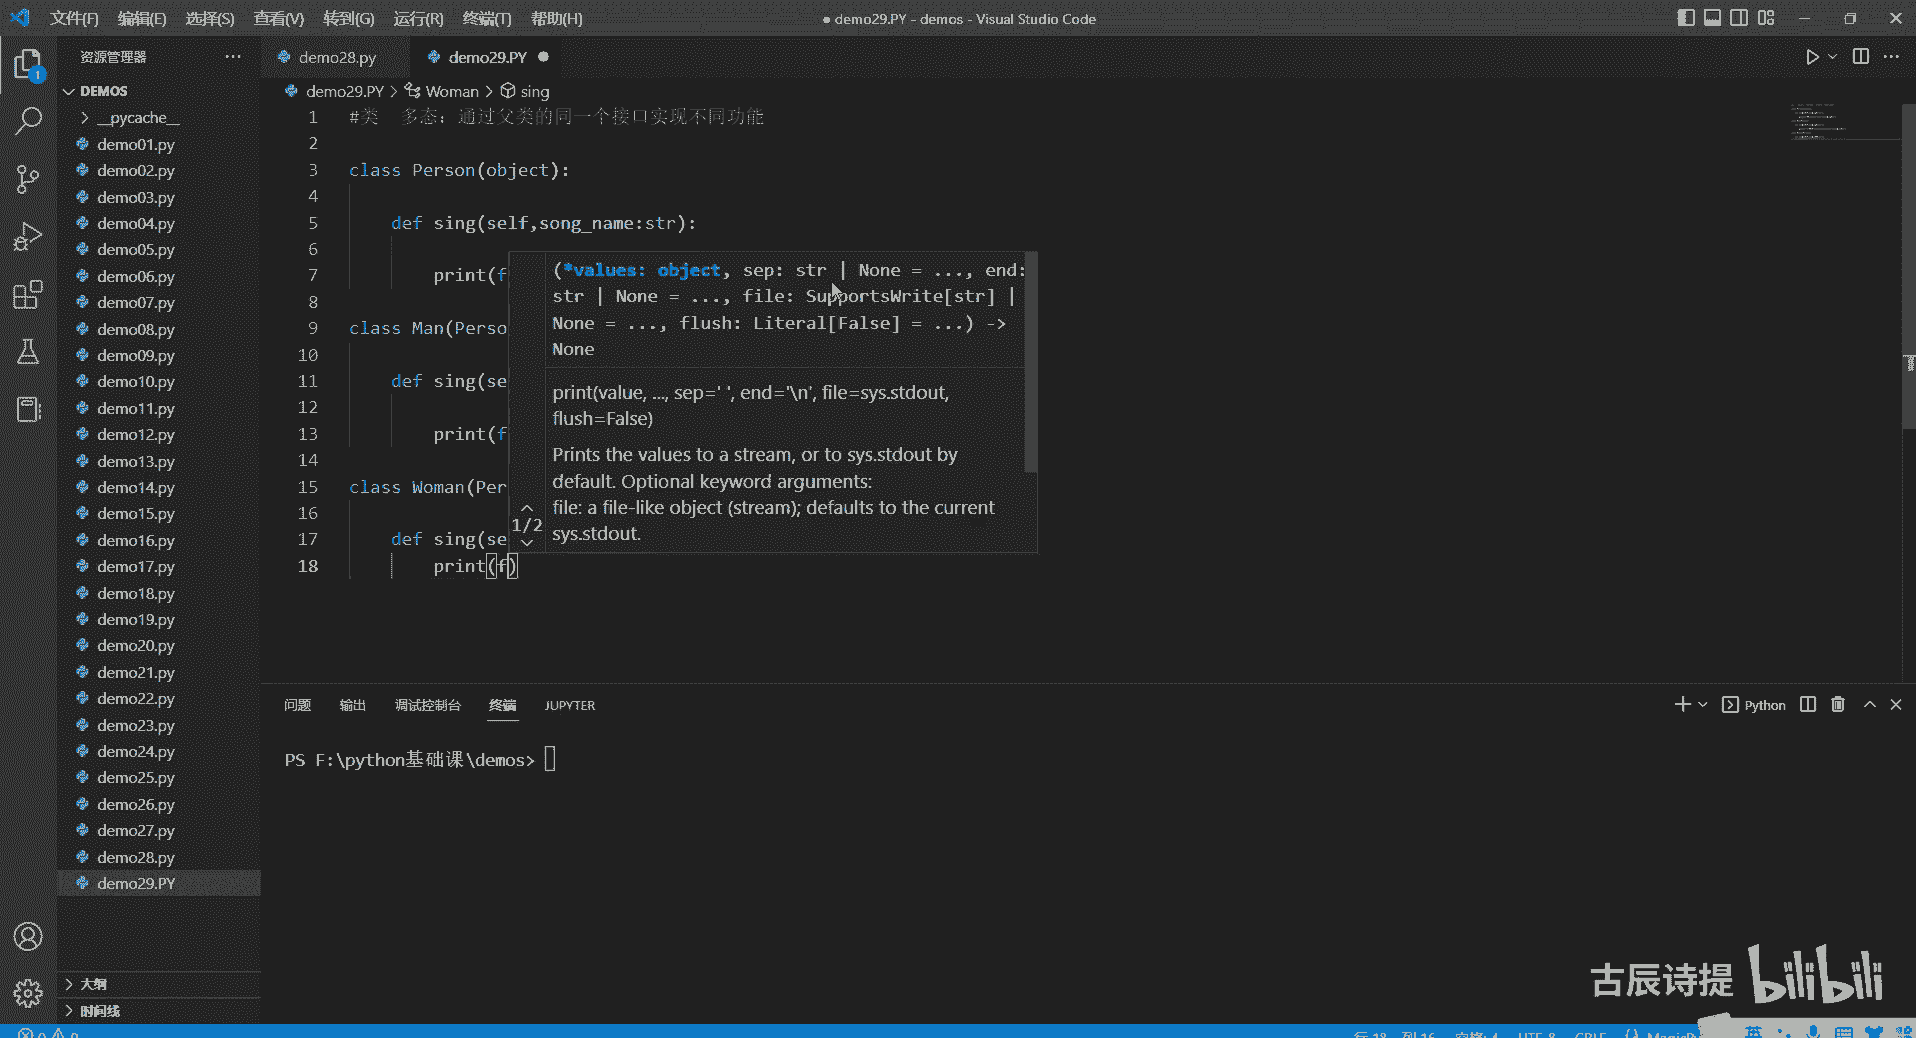 文件(F) 编辑(E) 选择(S) 查看(V) 转到(G) 运行(R) 终端(T) 帮助(H)
● demo29.PY - demos - Visual Studio Code
资源管理器 ···
demo28.py
demo29.PY ●
DEMOS
demo29.PY > Woman > sing
__pycache__
demo01.py
demo02.py
demo03.py
demo04.py
demo05.py
demo06.py
demo07.py
demo08.py
demo09.py
demo10.py
demo11.py
demo12.py
demo13.py
demo14.py
demo15.py
demo16.py
demo17.py
demo18.py
demo19.py
demo20.py
demo21.py
demo22.py
demo23.py
demo24.py
demo25.py
demo26.py
demo27.py
demo28.py
demo29.PY
大纲
时间线
1 #类 多态：通过父类的同一个接口实现不同功能
2
3 class Person(object):
4
5 def sing(self,song_name:str):
6
7 print(f
8
9 class Man(Perso
10
11 def sing(se
12
13 print(f
14
15 class Woman(Per
16
17 def sing(se
18 print(f)
(*values: object, sep: str | None = ..., end:
str | None = ..., file: SupportsWrite[str] |
None = ..., flush: Literal[False] = ...) ->
None
print(value, ..., sep=' ', end='\n', file=sys.stdout,
flush=False)
Prints the values to a stream, or to sys.stdout by
default. Optional keyword arguments:
file: a file-like object (stream); defaults to the current
sys.stdout.
1/2
问题 输出 调试控制台 终端 JUPYTER
Python
PS F:\python基础课\demos>
古辰诗提 bilibili
行 18 列 16 空格: 4 UTF-8 CRLF
英